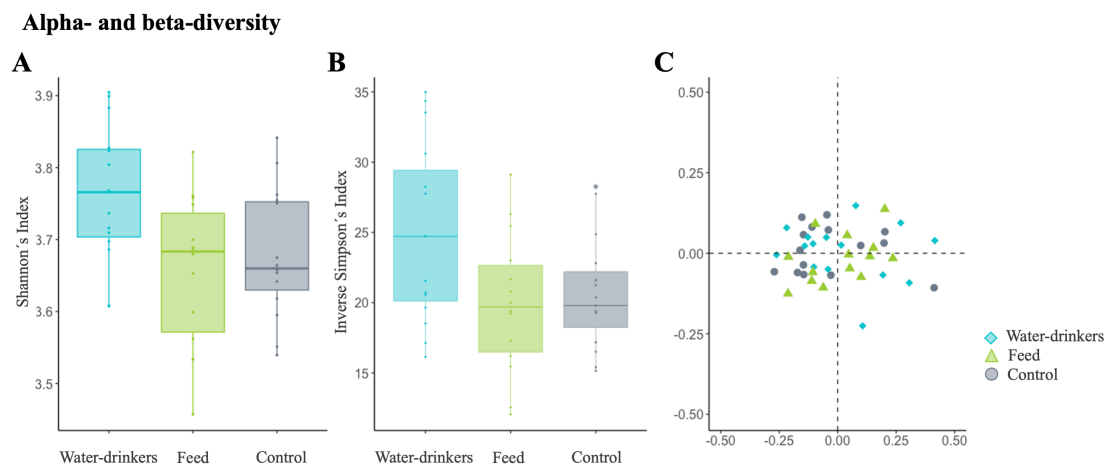 Alpha- and beta-diversity
A
Shannon´s Index
3.9
3.8
3.7
3.6
3.5
Water-drinkers
Feed
Control
B
Inverse Simpson´s Index
35
30
25
20
15
Water-drinkers
Feed
Control
C
0.50
0.25
0.00
-0.25
-0.50
-0.50
-0.25
0.00
0.25
0.50
Water-drinkers
Feed
Control